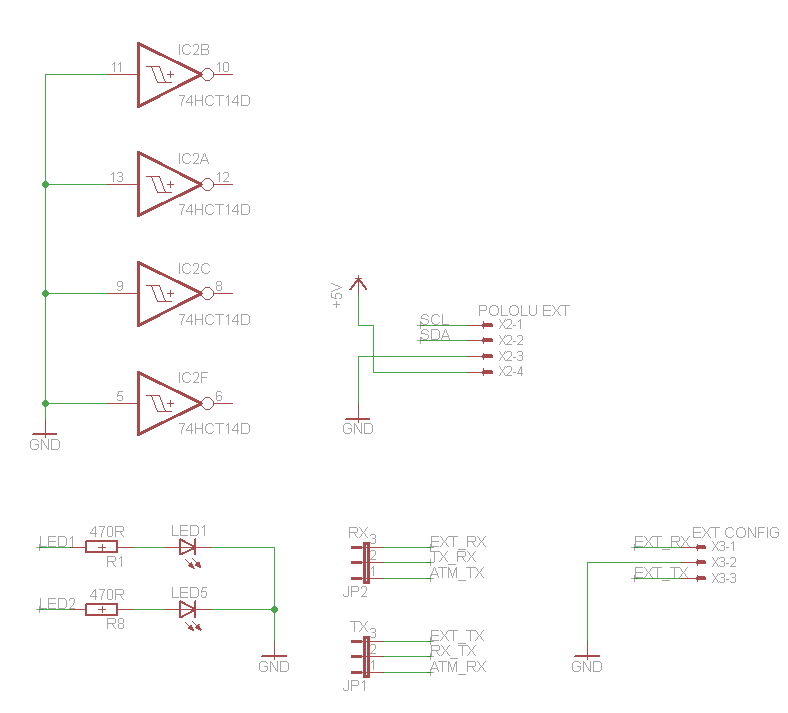 IC2B
11
10
74HCT14D
IC2A
13
12
74HCT14D
IC2C
9
8
74HCT14D
IC2F
5
6
74HCT14D
GND
+5V
GND
POLOLU EXT
SCL
X2-1
SDA
X2-2
X2-3
X2-4
LED1
470R
R1
LED1
LED2
470R
R8
LED5
GND
RX
3
EXT_RX
2
TX_RX
1
ATM_TX
JP2
TX
3
EXT_TX
2
RX_TX
1
ATM_RX
JP1
EXT CONFIG
EXT_RX
X3-1
X3-2
EXT_TX
X3-3
GND